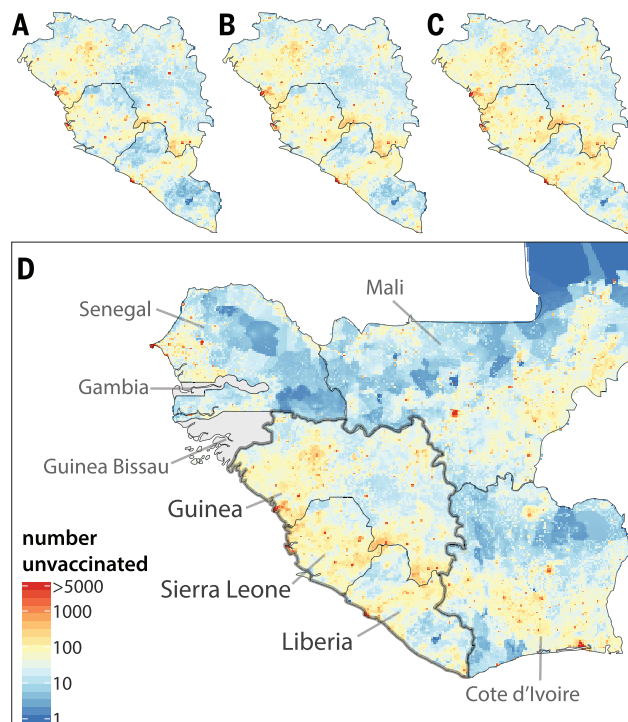 A
B
C
D
Mali
Senegal
Gambia
Guinea Bissau
Guinea
number
unvaccinated
>5000
1000
100
10
1
Sierra Leone
Liberia
Cote d'Ivoire